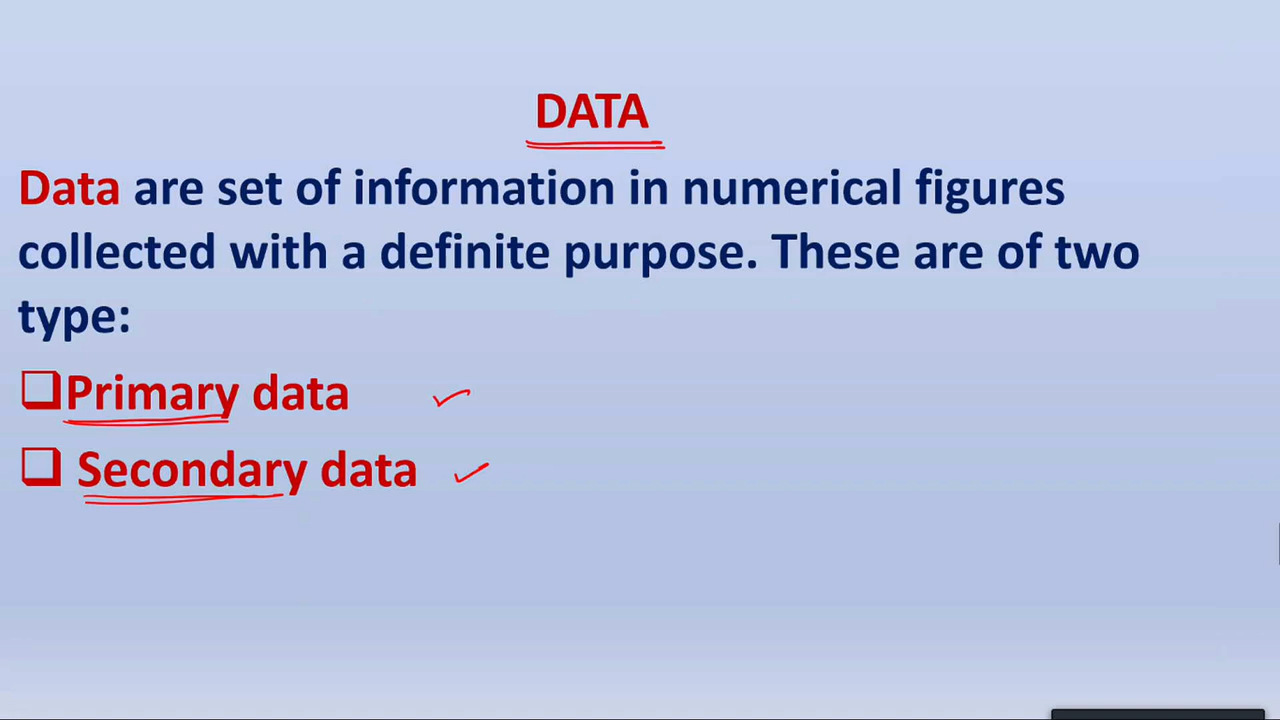 DATA
Data are set of information in numerical figures
collected with a definite purpose. These are of two
type:
Primary data
Secondary data